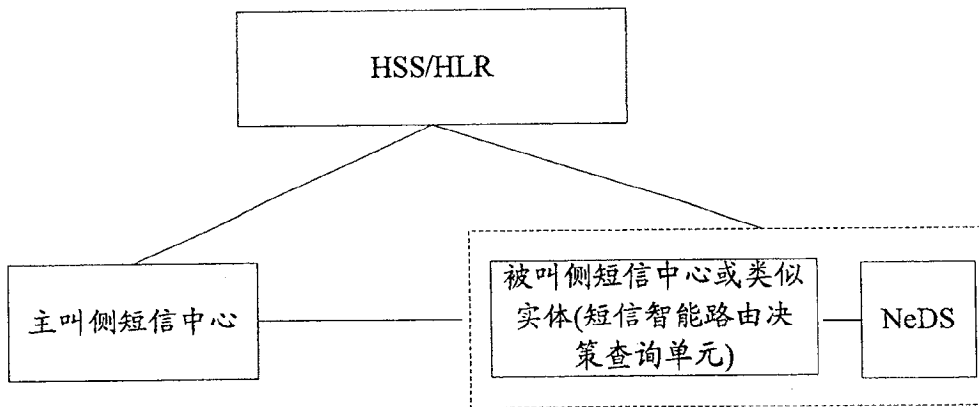 HSS/HLR
主叫侧短信中心
被叫侧短信中心或类似
实体(短信智能路由决
策查询单元)
NeDS